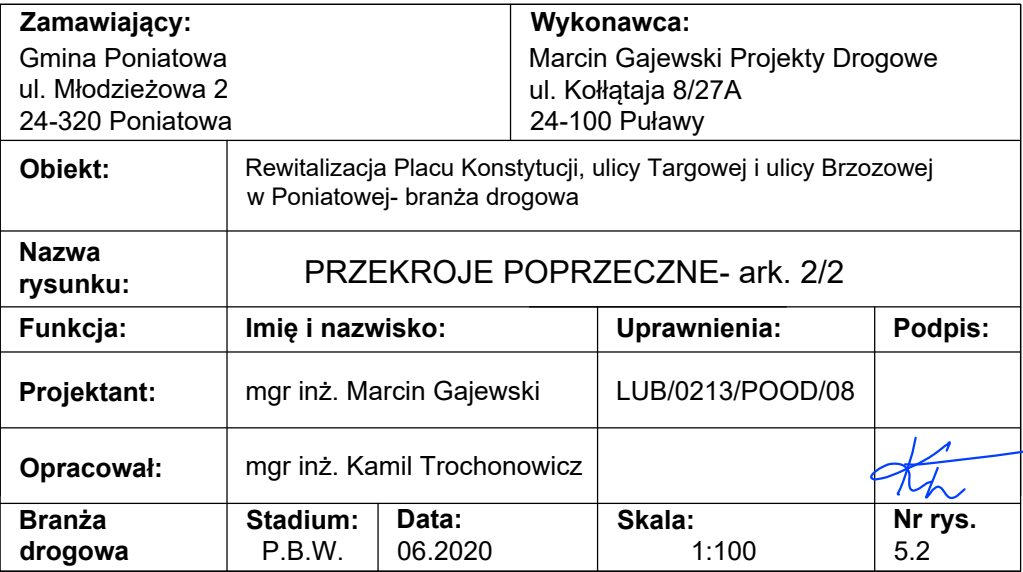 Zamawiający:
Gmina Poniatowa
ul. Młodzieżowa 2
24-320 Poniatowa
Wykonawca:
Marcin Gajewski Projekty Drogowe
ul. Kołłątaja 8/27A
24-100 Puławy
Obiekt:
Rewitalizacja Placu Konstytucji, ulicy Targowej i ulicy Brzozowej
w Poniatowej- branża drogowa
Nazwa
rysunku:
PRZEKROJE POPRZECZNE- ark. 2/2
Funkcja:
Imię i nazwisko:
Uprawnienia:
Podpis:
Projektant:
mgr inż. Marcin Gajewski
LUB/0213/POOD/08
Opracował:
mgr inż. Kamil Trochonowicz
Branża
drogowa
Stadium:
P.B.W.
Data:
06.2020
Skala:
1:100
Nr rys.
5.2